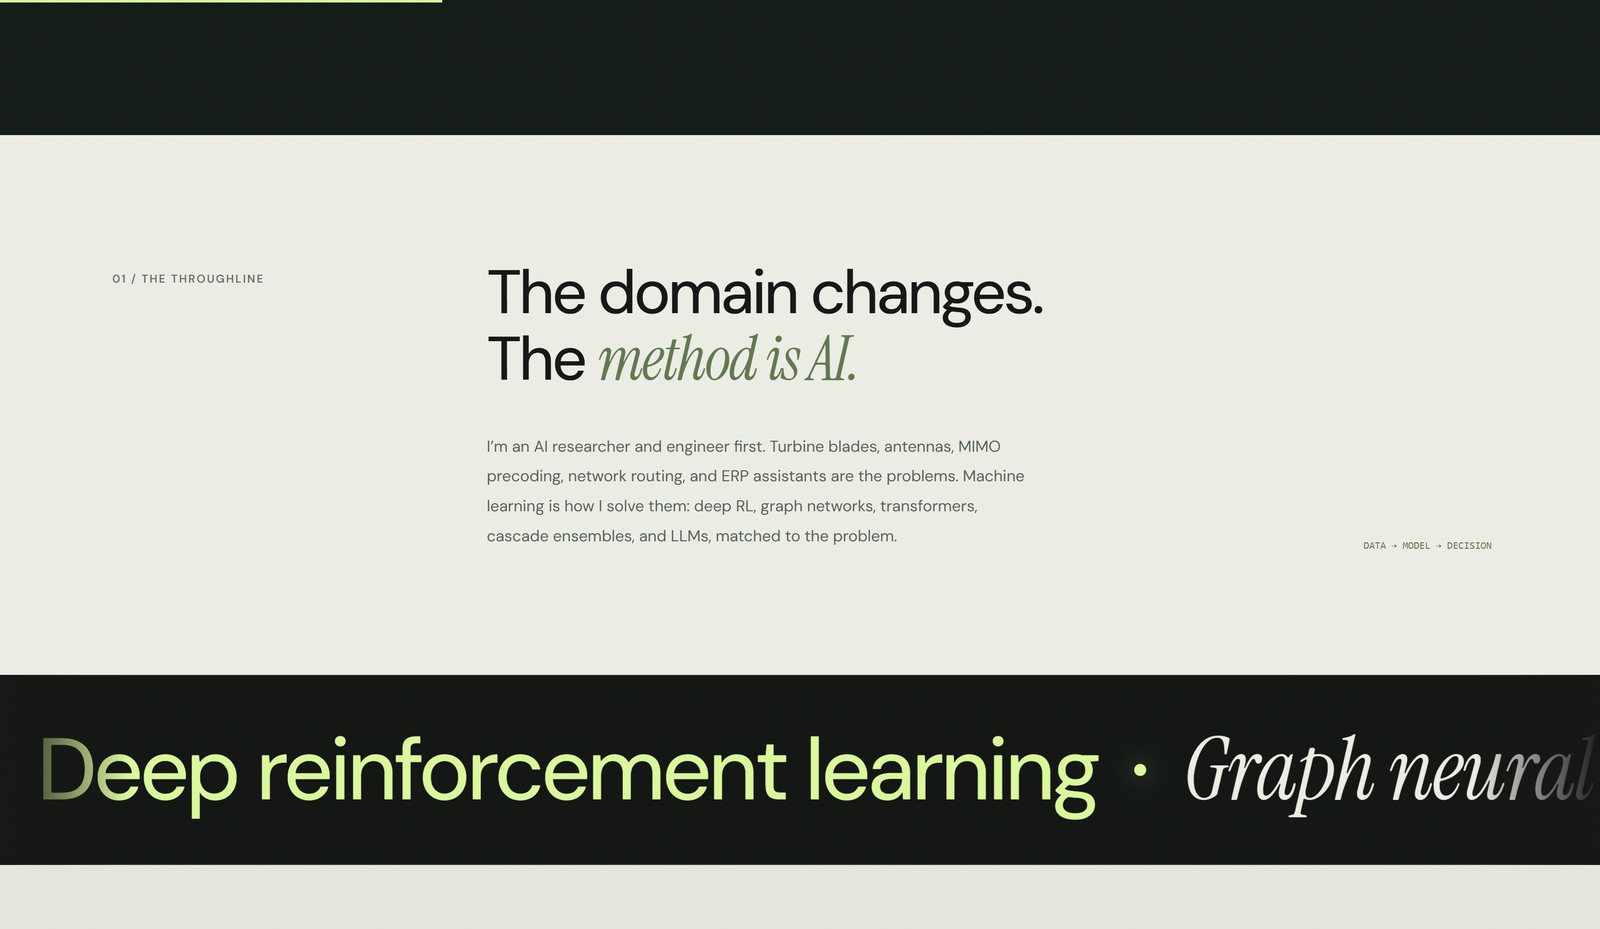 01 / THE THROUGHLINE
The domain changes.
The method is AI.
I’m an AI researcher and engineer first. Turbine blades, antennas, MIMO
precoding, network routing, and ERP assistants are the problems. Machine
learning is how I solve them: deep RL, graph networks, transformers,
cascade ensembles, and LLMs, matched to the problem.
DATA → MODEL → DECISION
Deep reinforcement learning • Graph neural